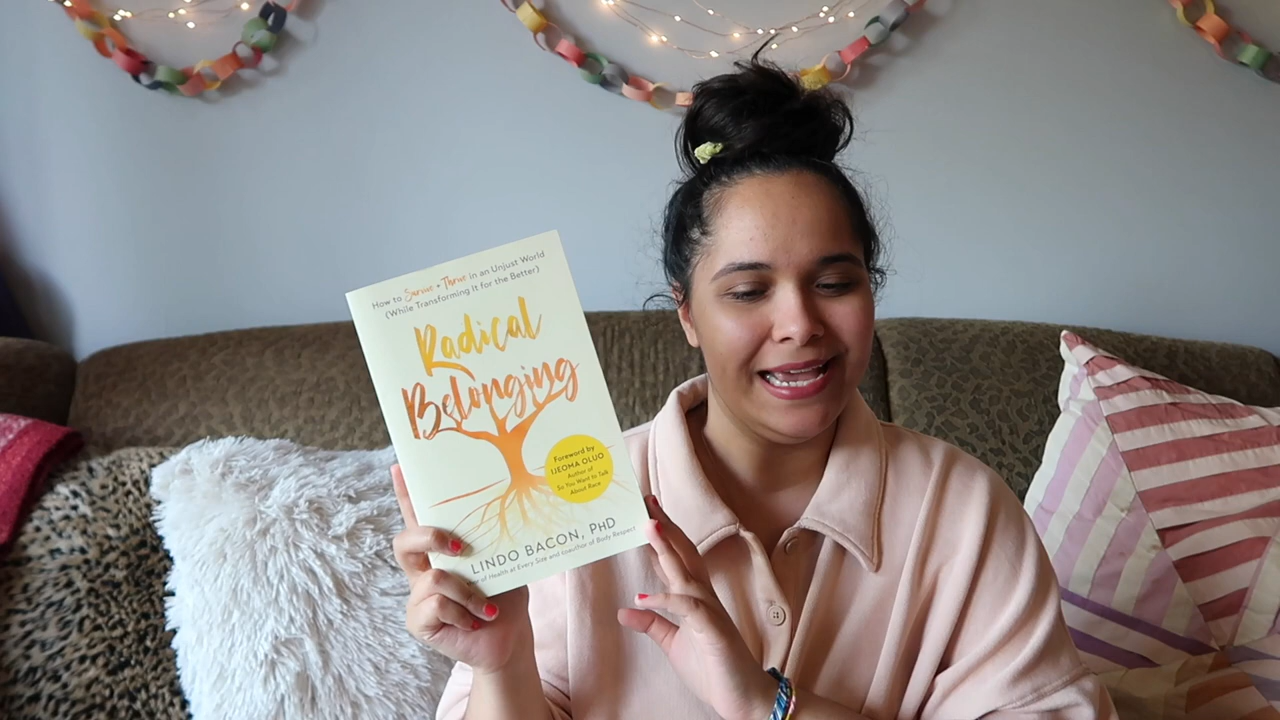 How to Survive + Thrive in an Unjust World
(While Transforming It for the Better)
Radical
Belonging
Foreword by
IJEOMA OLUO
Author of
So You Want to Talk
About Race
LINDO BACON, PhD
of Health at Every Size and coauthor of Body Respect